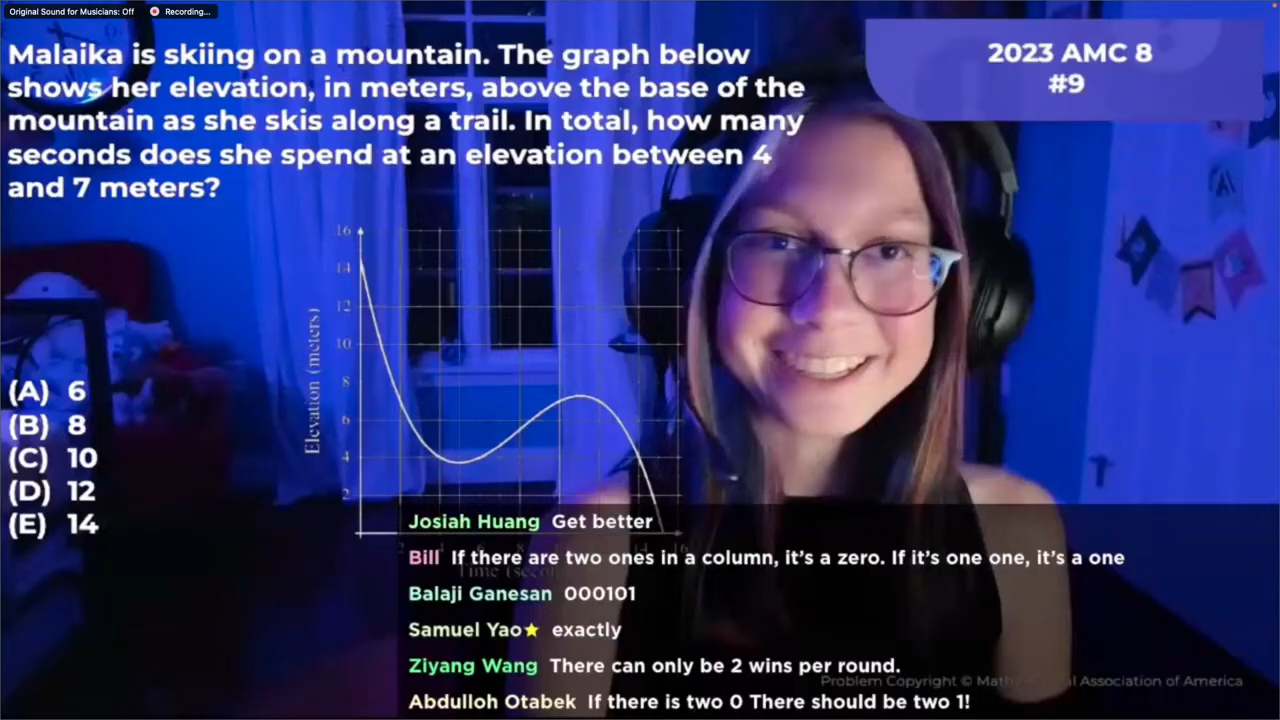 Original Sound for Musicians: Off
Recording...
Malaika is skiing on a mountain. The graph below
shows her elevation, in meters, above the base of the
mountain as she skis along a trail. In total, how many
seconds does she spend at an elevation between 4
and 7 meters?
2023 AMC 8
#9
16
14
12
10
8
6
4
2
Elevation (meters)
(A) 6
(B) 8
(C) 10
(D) 12
(E) 14
Josiah Huang Get better
Bill If there are two ones in a column, it's a zero. If it's one one, it's a one
Balaji Ganesan 000101
Samuel Yao⭐ exactly
Ziyang Wang There can only be 2 wins per round.
Problem Copyright © Association of America
Abdulloh Otabek If there is two 0 There should be two 1!